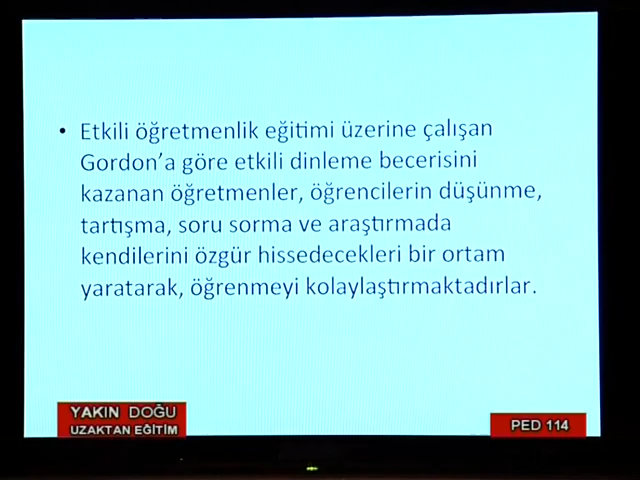 • Etkili öğretmenlik eğitimi üzerine çalışan
Gordon'a göre etkili dinleme becerisini
kazanan öğretmenler, öğrencilerin düşünme,
tartışma, soru sorma ve araştırmada
kendilerini özgür hissedecekleri bir ortam
yaratarak, öğrenmeyi kolaylaştırmaktadırlar.
YAKIN DOĞU
UZAKTAN EĞİTİM
PED 114